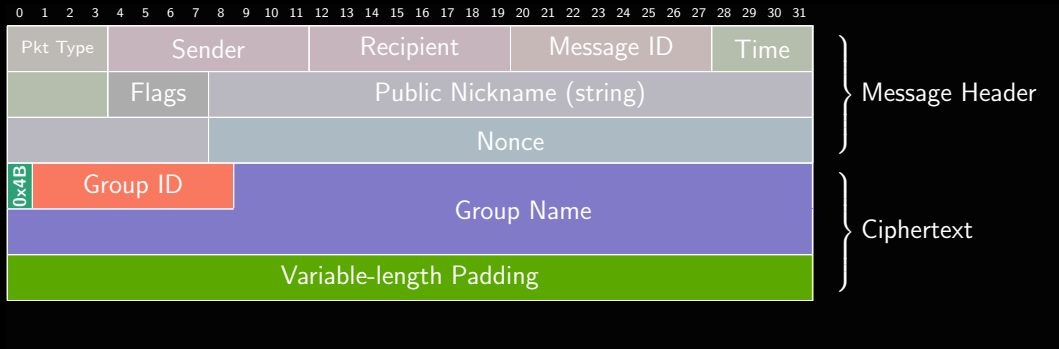 0 1 2 3 4 5 6 7 8 9 10 11 12 13 14 15 16 17 18 19 20 21 22 23 24 25 26 27 28 29 30 31
Pkt Type Sender Recipient Message ID Time
Flags Public Nickname (string)
Message Header
Nonce
0x4B Group ID
Group Name
Ciphertext
Variable-length Padding